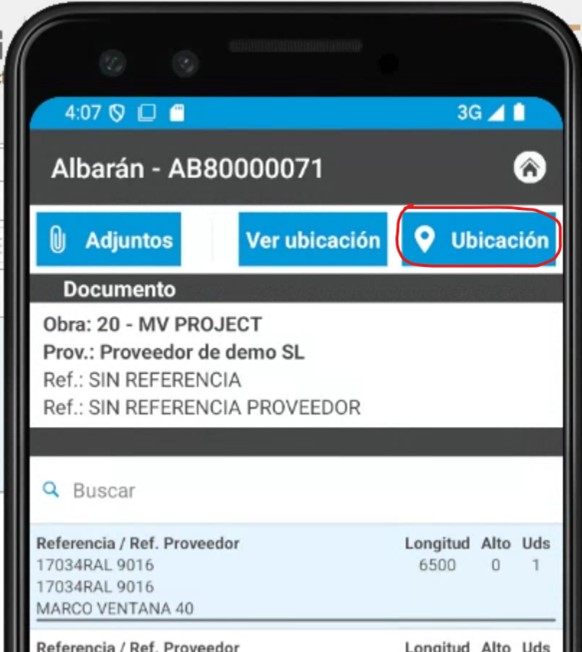 4:07 3G
Albarán - AB80000071
Adjuntos Ver ubicación Ubicación
Documento
Obra: 20 - MV PROJECT
Prov.: Proveedor de demo SL
Ref.: SIN REFERENCIA
Ref.: SIN REFERENCIA PROVEEDOR
Buscar
Referencia / Ref. Proveedor Longitud Alto Uds
17034RAL 9016 6500 0 1
17034RAL 9016
MARCO VENTANA 40
Referencia / Ref. Proveedor Longitud Alto Uds